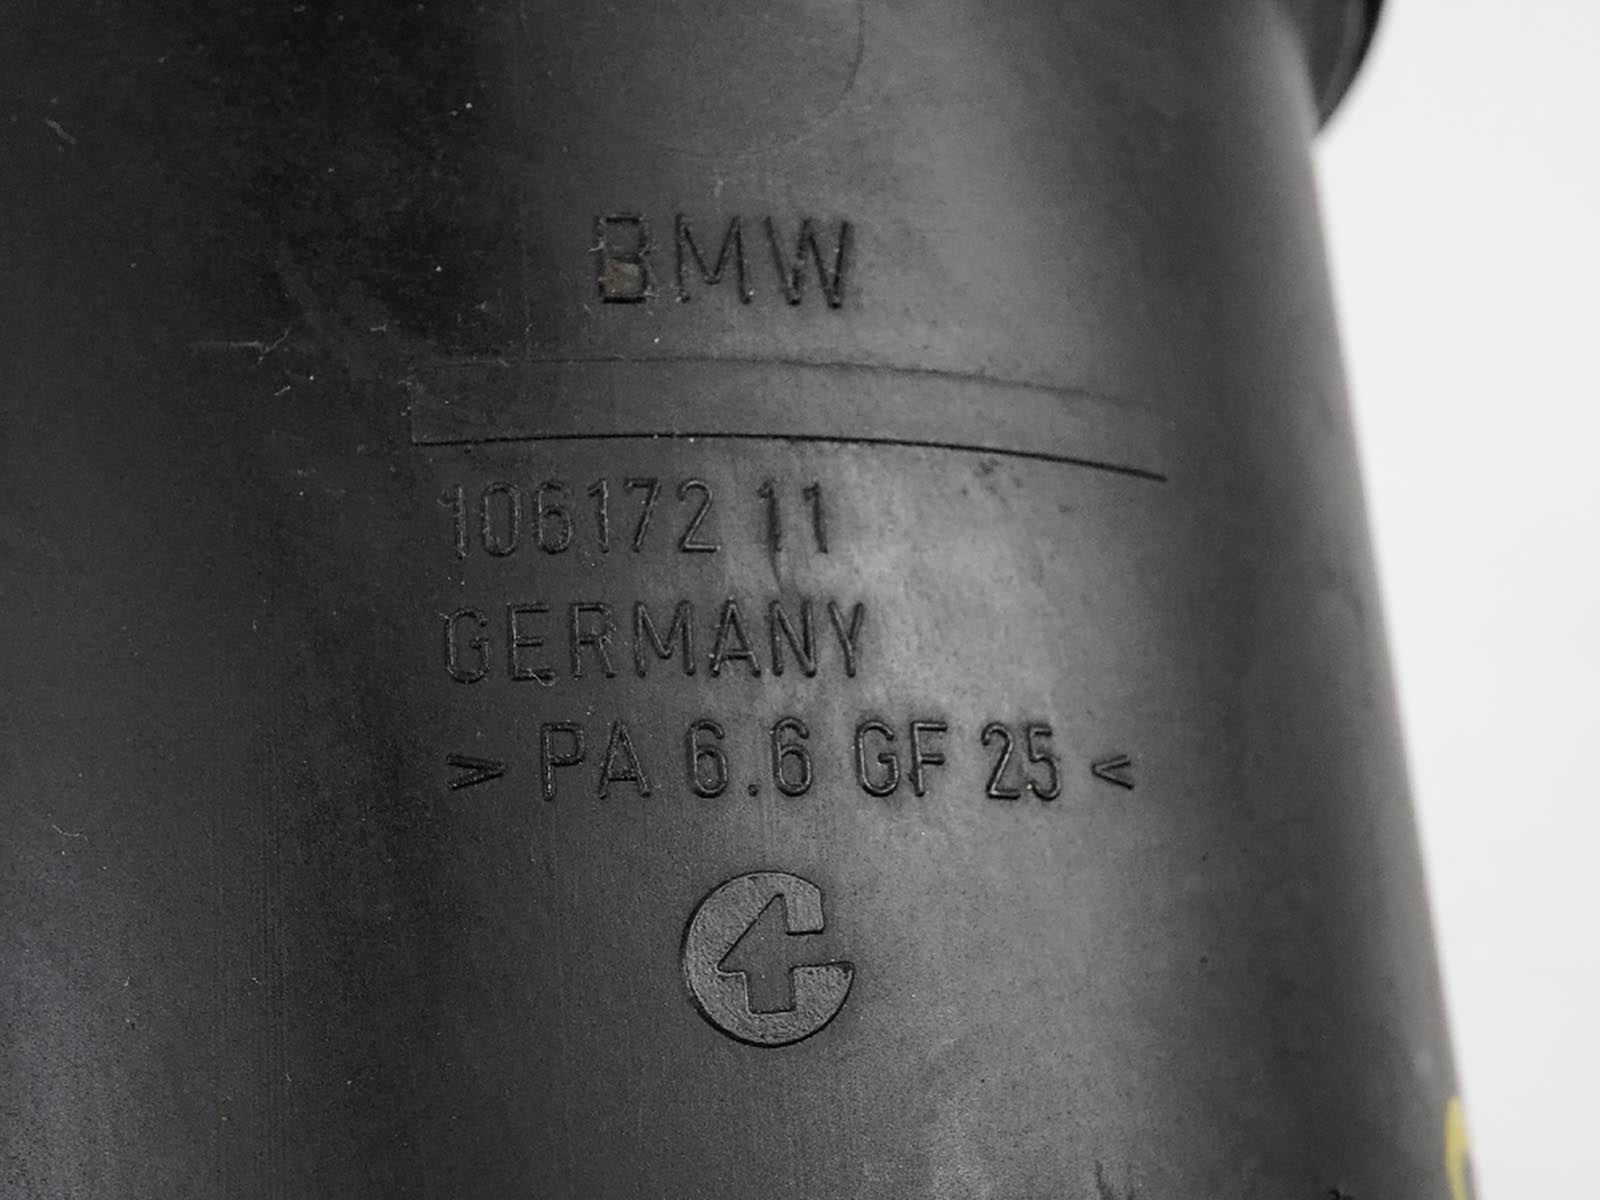 BMW
106172 11
GERMANY
> PA 6.6 GF 25 <